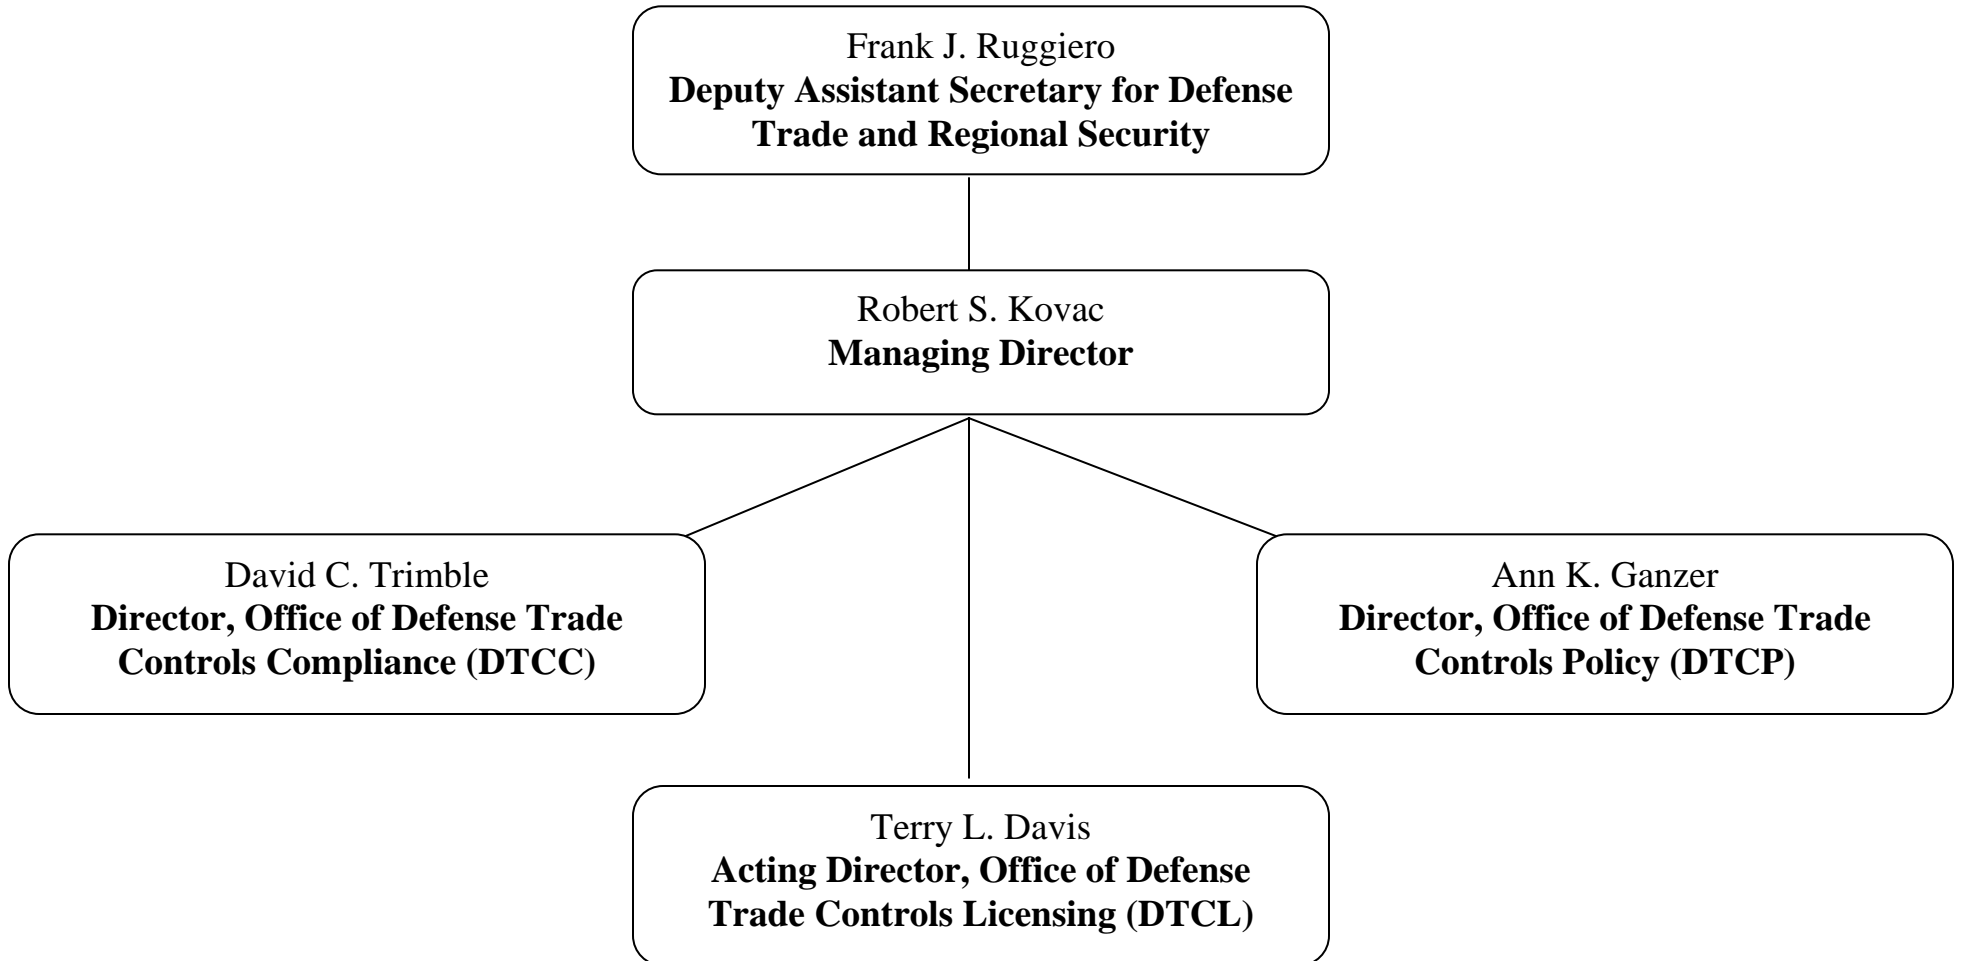 Frank J. Ruggiero
Deputy Assistant Secretary for Defense
Trade and Regional Security
Robert S. Kovac
Managing Director
David C. Trimble
Director, Office of Defense Trade
Controls Compliance (DTCC)
Ann K. Ganzer
Director, Office of Defense Trade
Controls Policy (DTCP)
Terry L. Davis
Acting Director, Office of Defense
Trade Controls Licensing (DTCL)